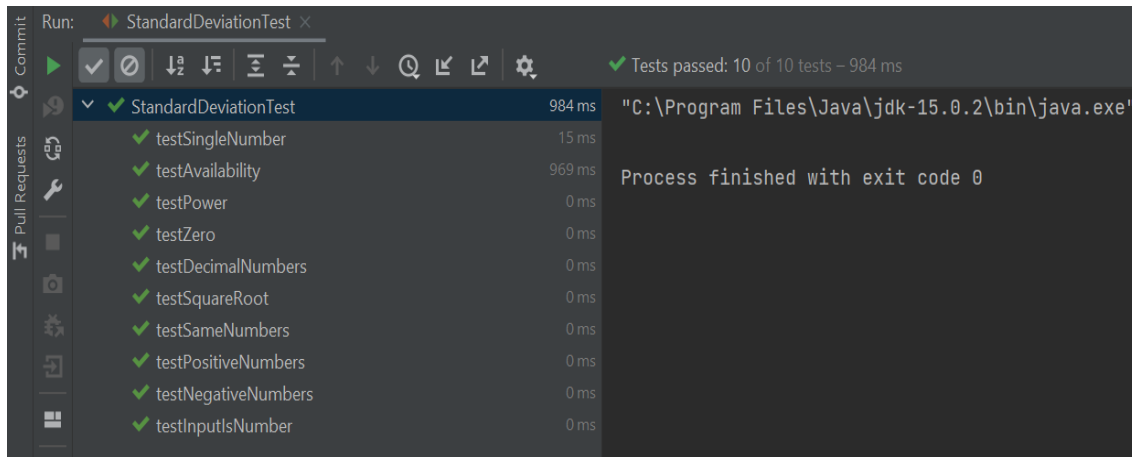 Commit
Pull Requests
Run: StandardDeviationTest ×
Tests passed: 10 of 10 tests – 984 ms
StandardDeviationTest 984 ms
testSingleNumber 15 ms
testAvailability 969 ms
testPower 0 ms
testZero 0 ms
testDecimalNumbers 0 ms
testSquareRoot 0 ms
testSameNumbers 0 ms
testPositiveNumbers 0 ms
testNegativeNumbers 0 ms
testInputIsNumber 0 ms
"C:\Program Files\Java\jdk-15.0.2\bin\java.exe"
Process finished with exit code 0